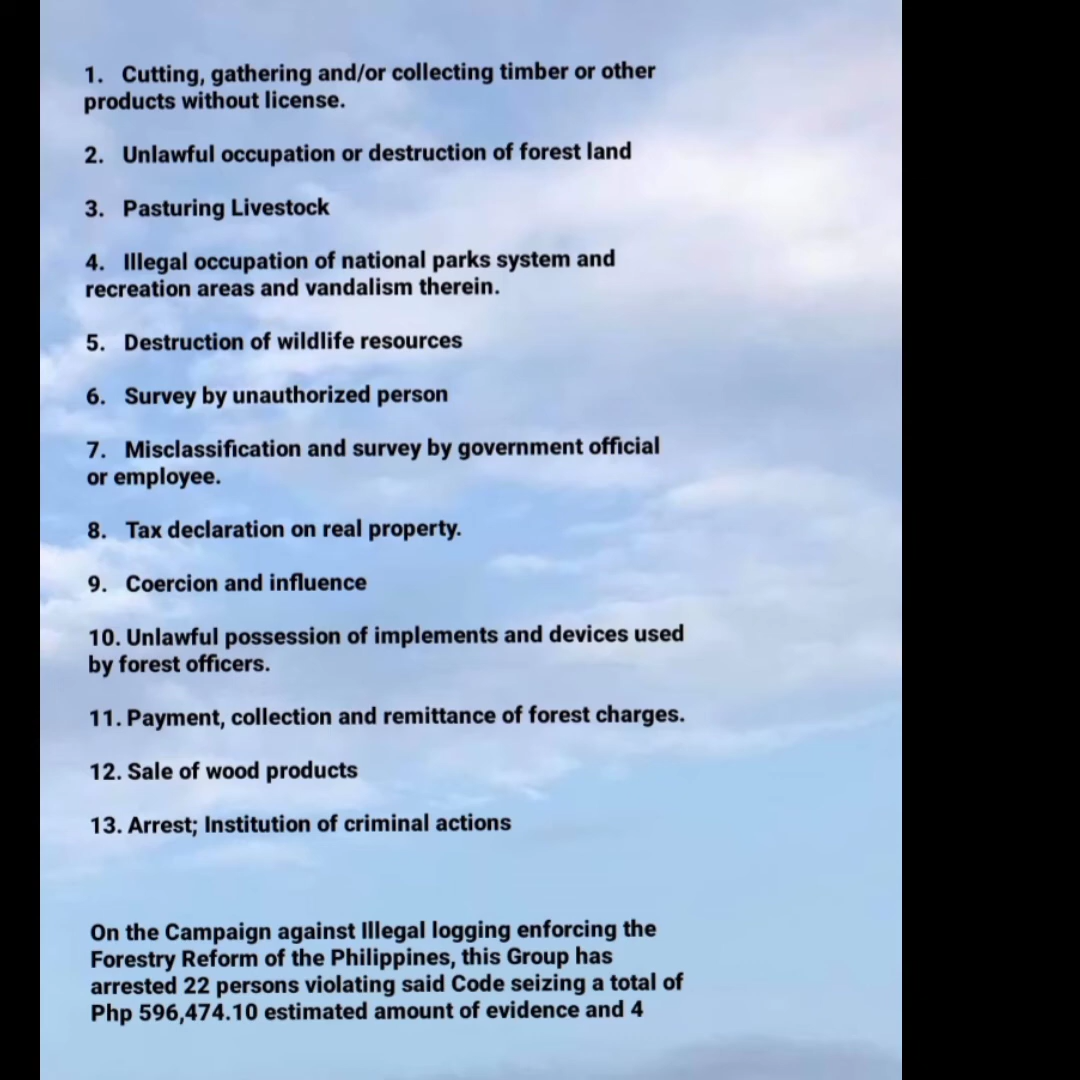 1. Cutting, gathering and/or collecting timber or other
products without license.
2. Unlawful occupation or destruction of forest land
3. Pasturing Livestock
4. Illegal occupation of national parks system and
recreation areas and vandalism therein.
5. Destruction of wildlife resources
6. Survey by unauthorized person
7. Misclassification and survey by government official
or employee.
8. Tax declaration on real property.
9. Coercion and influence
10. Unlawful possession of implements and devices used
by forest officers.
11. Payment, collection and remittance of forest charges.
12. Sale of wood products
13. Arrest; Institution of criminal actions
On the Campaign against Illegal logging enforcing the
Forestry Reform of the Philippines, this Group has
arrested 22 persons violating said Code seizing a total of
Php 596,474.10 estimated amount of evidence and 4